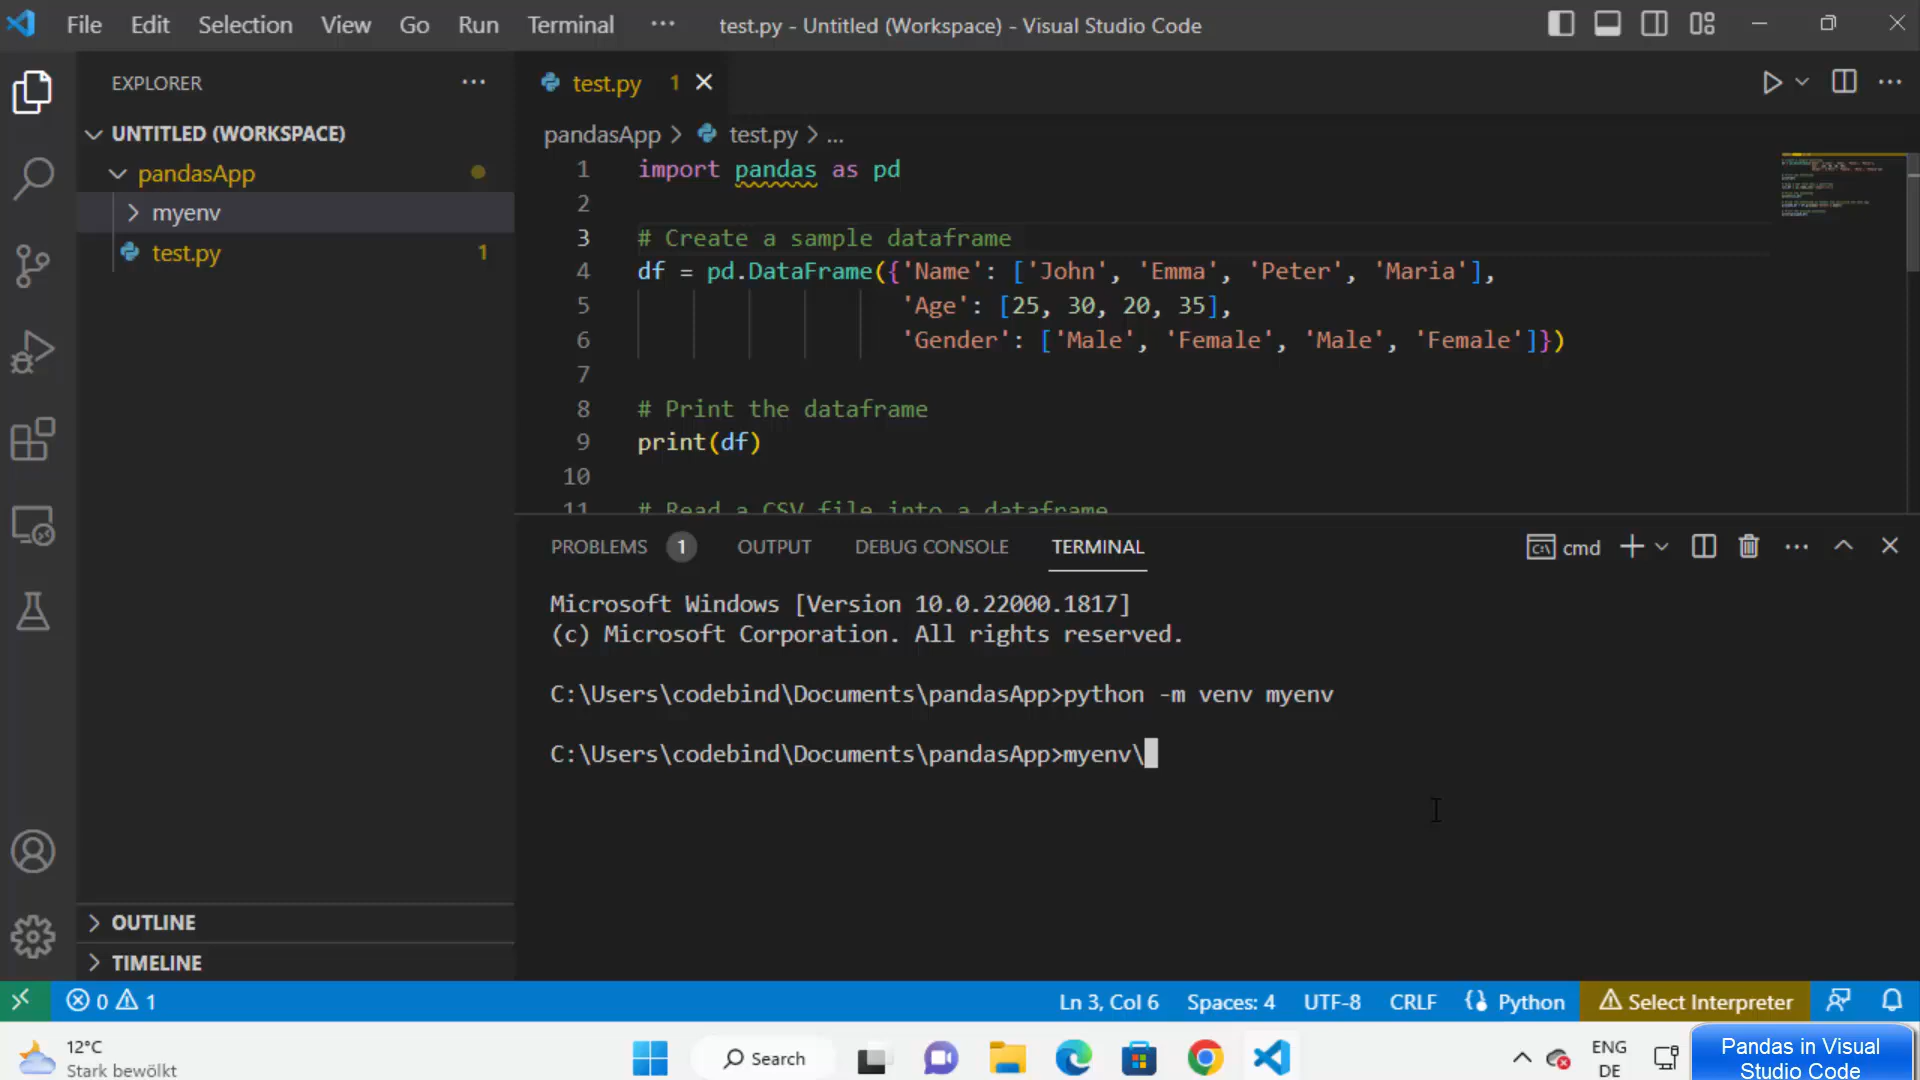 File Edit Selection View Go Run Terminal ··· test.py - Untitled (Workspace) - Visual Studio Code
EXPLORER ···
UNTITLED (WORKSPACE)
pandasApp
myenv
test.py 1
OUTLINE
TIMELINE
test.py 1
pandasApp > test.py > ...
1 import pandas as pd
2
3 # Create a sample dataframe
4 df = pd.DataFrame({'Name': ['John', 'Emma', 'Peter', 'Maria'],
5 'Age': [25, 30, 20, 35],
6 'Gender': ['Male', 'Female', 'Male', 'Female']})
7
8 # Print the dataframe
9 print(df)
10
11 # Read a CSV file into a dataframe
PROBLEMS 1 OUTPUT DEBUG CONSOLE TERMINAL cmd
Microsoft Windows [Version 10.0.22000.1817]
(c) Microsoft Corporation. All rights reserved.
C:\Users\codebind\Documents\pandasApp>python -m venv myenv
C:\Users\codebind\Documents\pandasApp>myenv\
0 1 Ln 3, Col 6 Spaces: 4 UTF-8 CRLF Python Select Interpreter
12°C
Stark bewölkt
Search
ENG
DE
Pandas in Visual
Studio Code